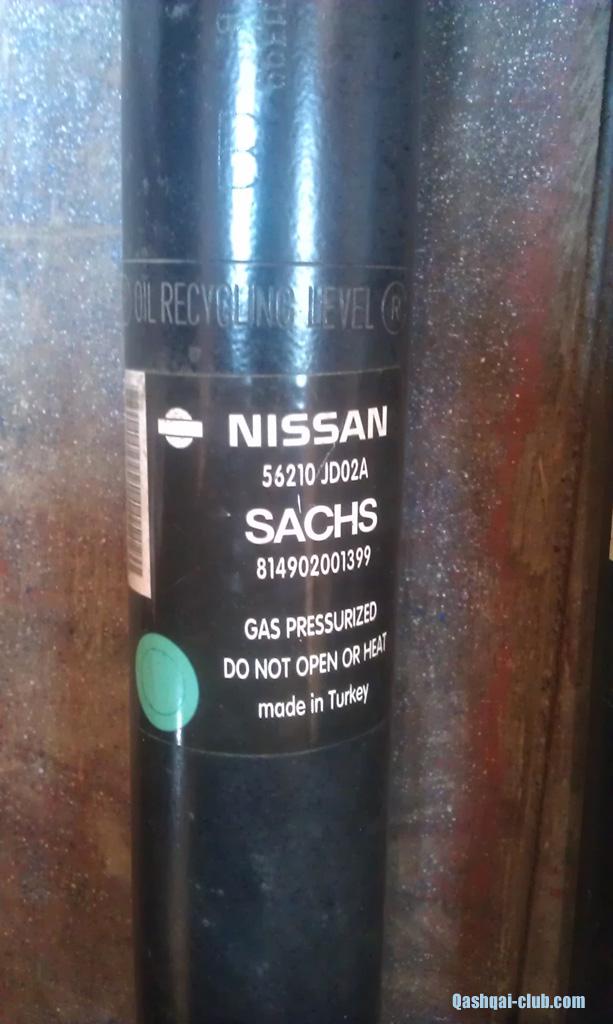 OIL RECYCLING LEVEL ®
NISSAN
56210 JD02A
SACHS
814902001399
GAS PRESSURIZED
DO NOT OPEN OR HEAT
made in Turkey
Qashqai-club.com